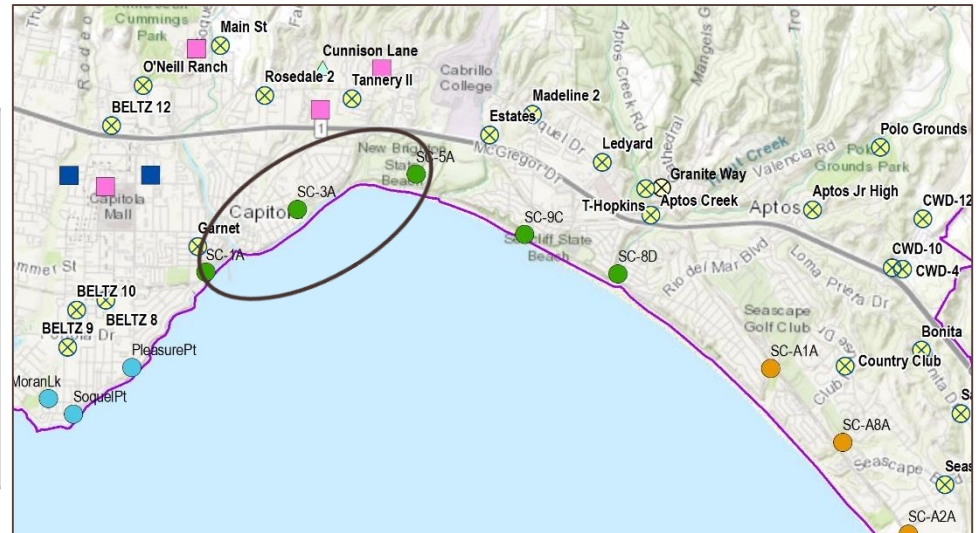 Cummings
Park
Main St
O'Neill Ranch
BELTZ 12
Rosedale 2
Cunnison Lane
Tannery II
Cabrillo
College
Estates
Madeline 2
McGregor Dr
Aptos Creek Rd
Cathedral
Ledyard
Granite Way
T-Hopkins
Aptos Creek
Valencia Rd
Polo Grounds
Grounds Park
Aptos
Aptos Jr High
CWD-12
CWD-10
CWD-4
1
New Brighton
State
Beach
SC-5A
SC-3A
Capitola
Mall
Garnet
SC-1A
SC-9C
State
Beach
SC-8D
Rio del Mar Blvd
Loma Prieta Dr
Seascape
Golf Club
Bonita
Country Club
Club Dr
SC-A1A
SC-A8A
Seascape
SC-A2A
BELTZ 10
BELTZ 8
BELTZ 9
PleasurePt
MoranLk
SoquelPt